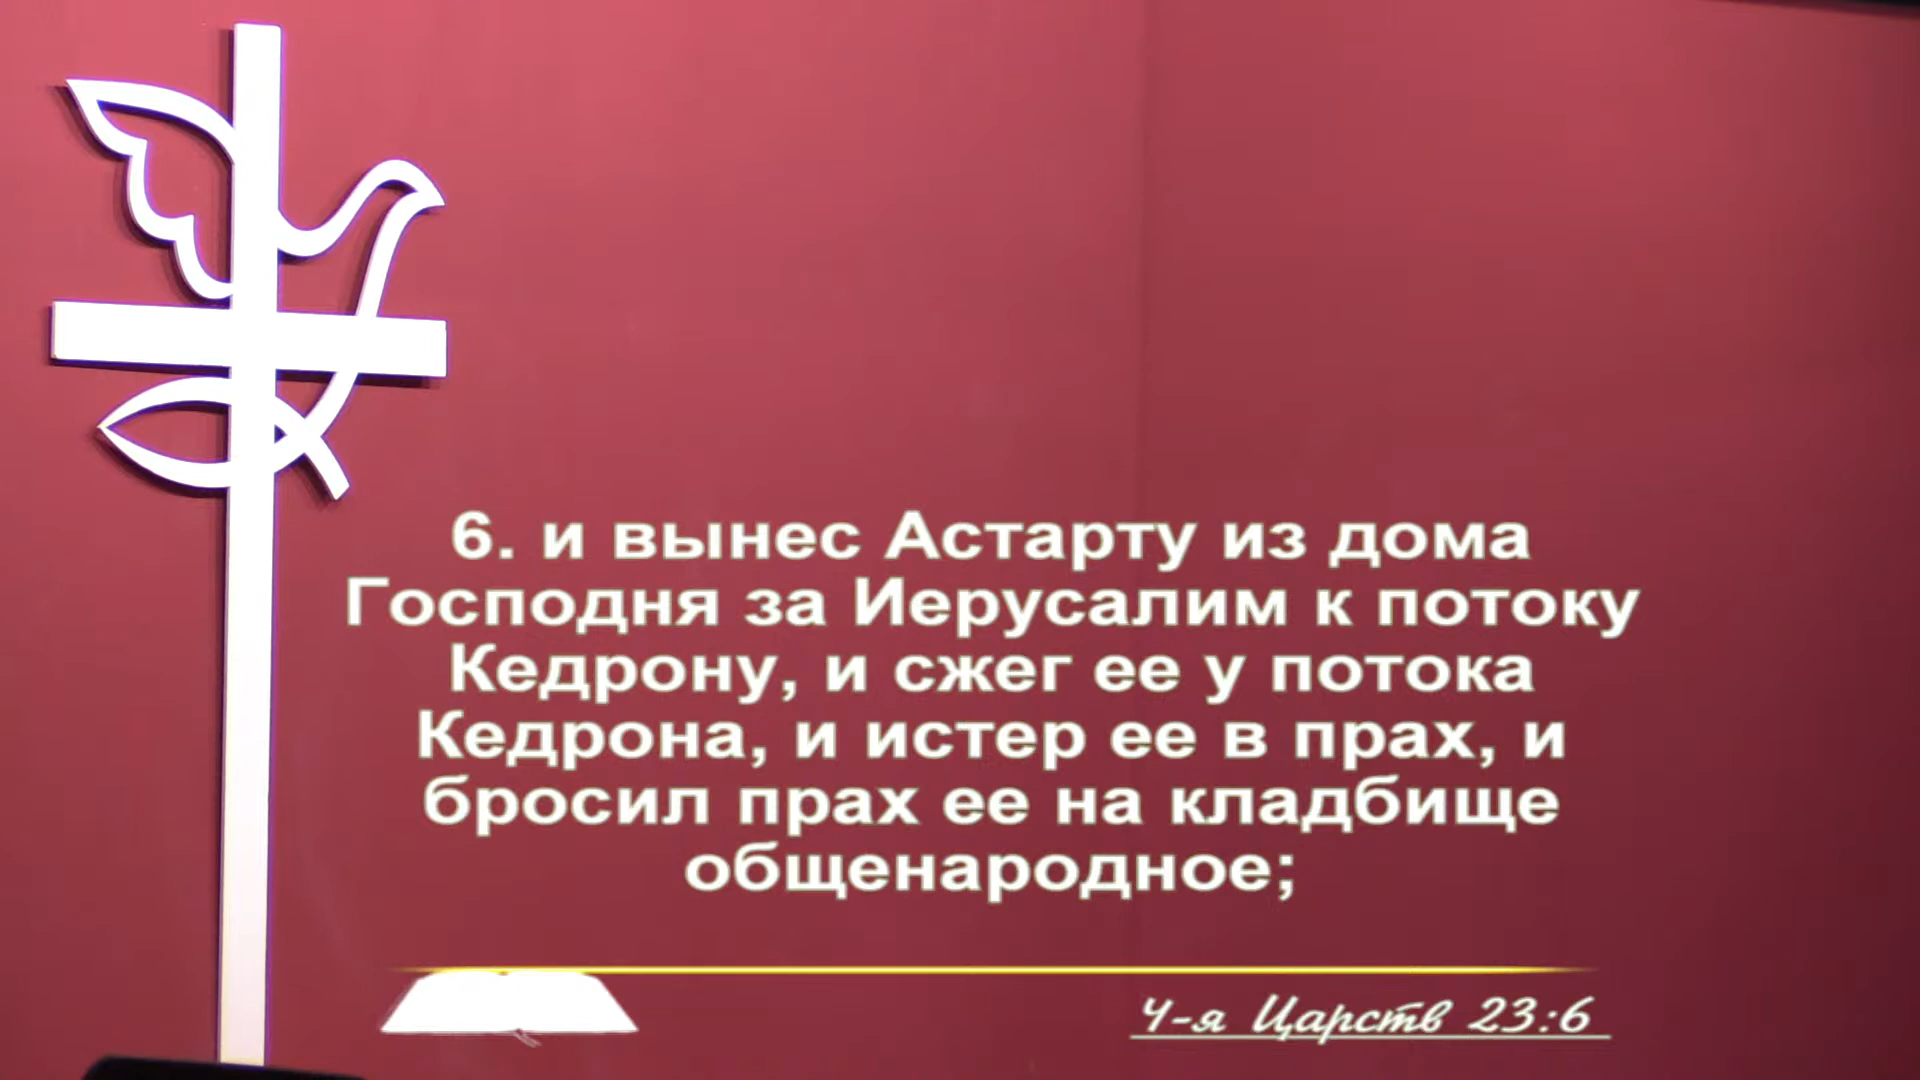 6. и вынес Астарту из дома
Господня за Иерусалим к потоку
Кедрону, и сжег ее у потока
Кедрона, и истер ее в прах, и
бросил прах ее на кладбище
общенародное;
4-я Царств 23:6